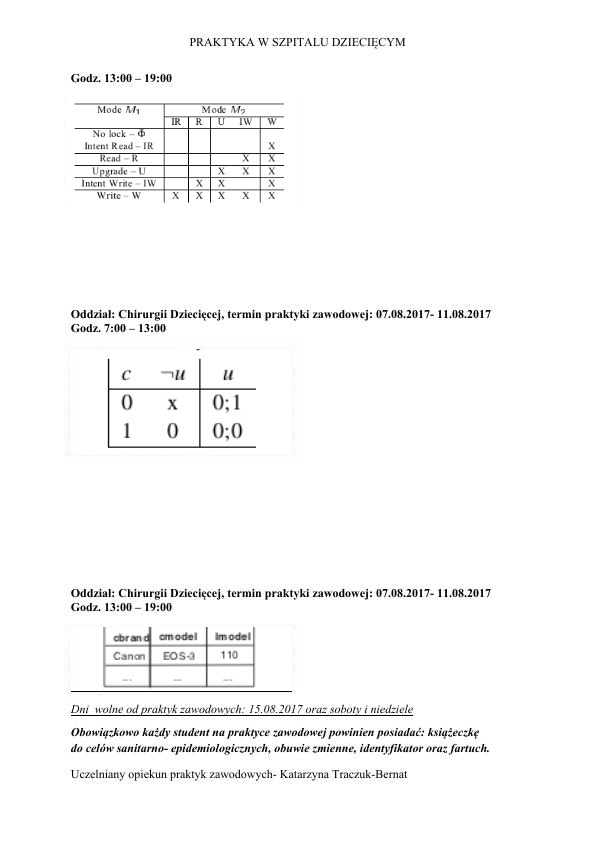 PRAKTYKA W SZPITALU DZIECIĘCYM
Godz. 13:00 – 19:00
Mode M₁ Mode M₂
IR R U IW W
No lock – Φ
Intent Read – IR X
Read – R X X
Upgrade – U X X X
Intent Write – IW X X X
Write – W X X X X X
Oddział: Chirurgii Dziecięcej, termin praktyki zawodowej: 07.08.2017- 11.08.2017
Godz. 7:00 – 13:00
c ¬u u
0 x 0;1
1 0 0;0
Oddział: Chirurgii Dziecięcej, termin praktyki zawodowej: 07.08.2017- 11.08.2017
Godz. 13:00 – 19:00
cbrand cmodel lmodel
Canon EOS-3 110
... ... ...
Dni wolne od praktyk zawodowych: 15.08.2017 oraz soboty i niedziele
Obowiązkowo każdy student na praktyce zawodowej powinien posiadać: książeczkę
do celów sanitarno- epidemiologicznych, obuwie zmienne, identyfikator oraz fartuch.
Uczelniany opiekun praktyk zawodowych- Katarzyna Traczuk-Bernat